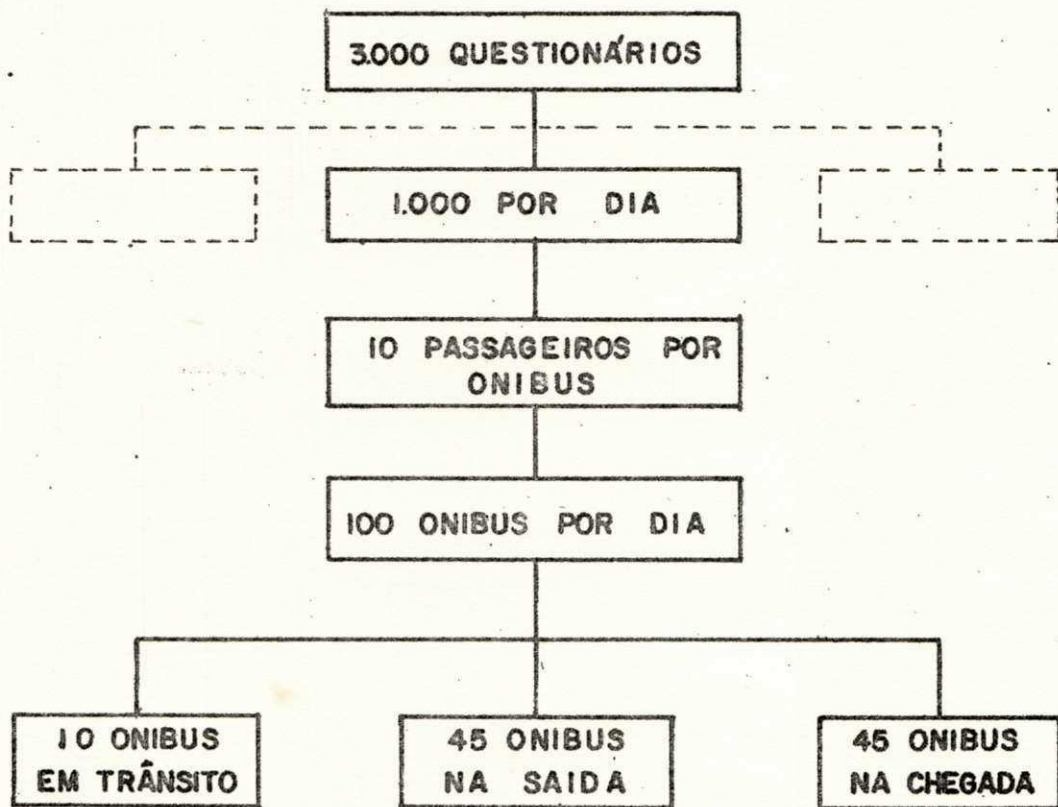 3.000 QUESTIONÁRIOS
1.000 POR DIA
10 PASSAGEIROS POR
ONIBUS
100 ONIBUS POR DIA
10 ONIBUS
EM TRÂNSITO
45 ONIBUS
NA SAIDA
45 ONIBUS
NA CHEGADA